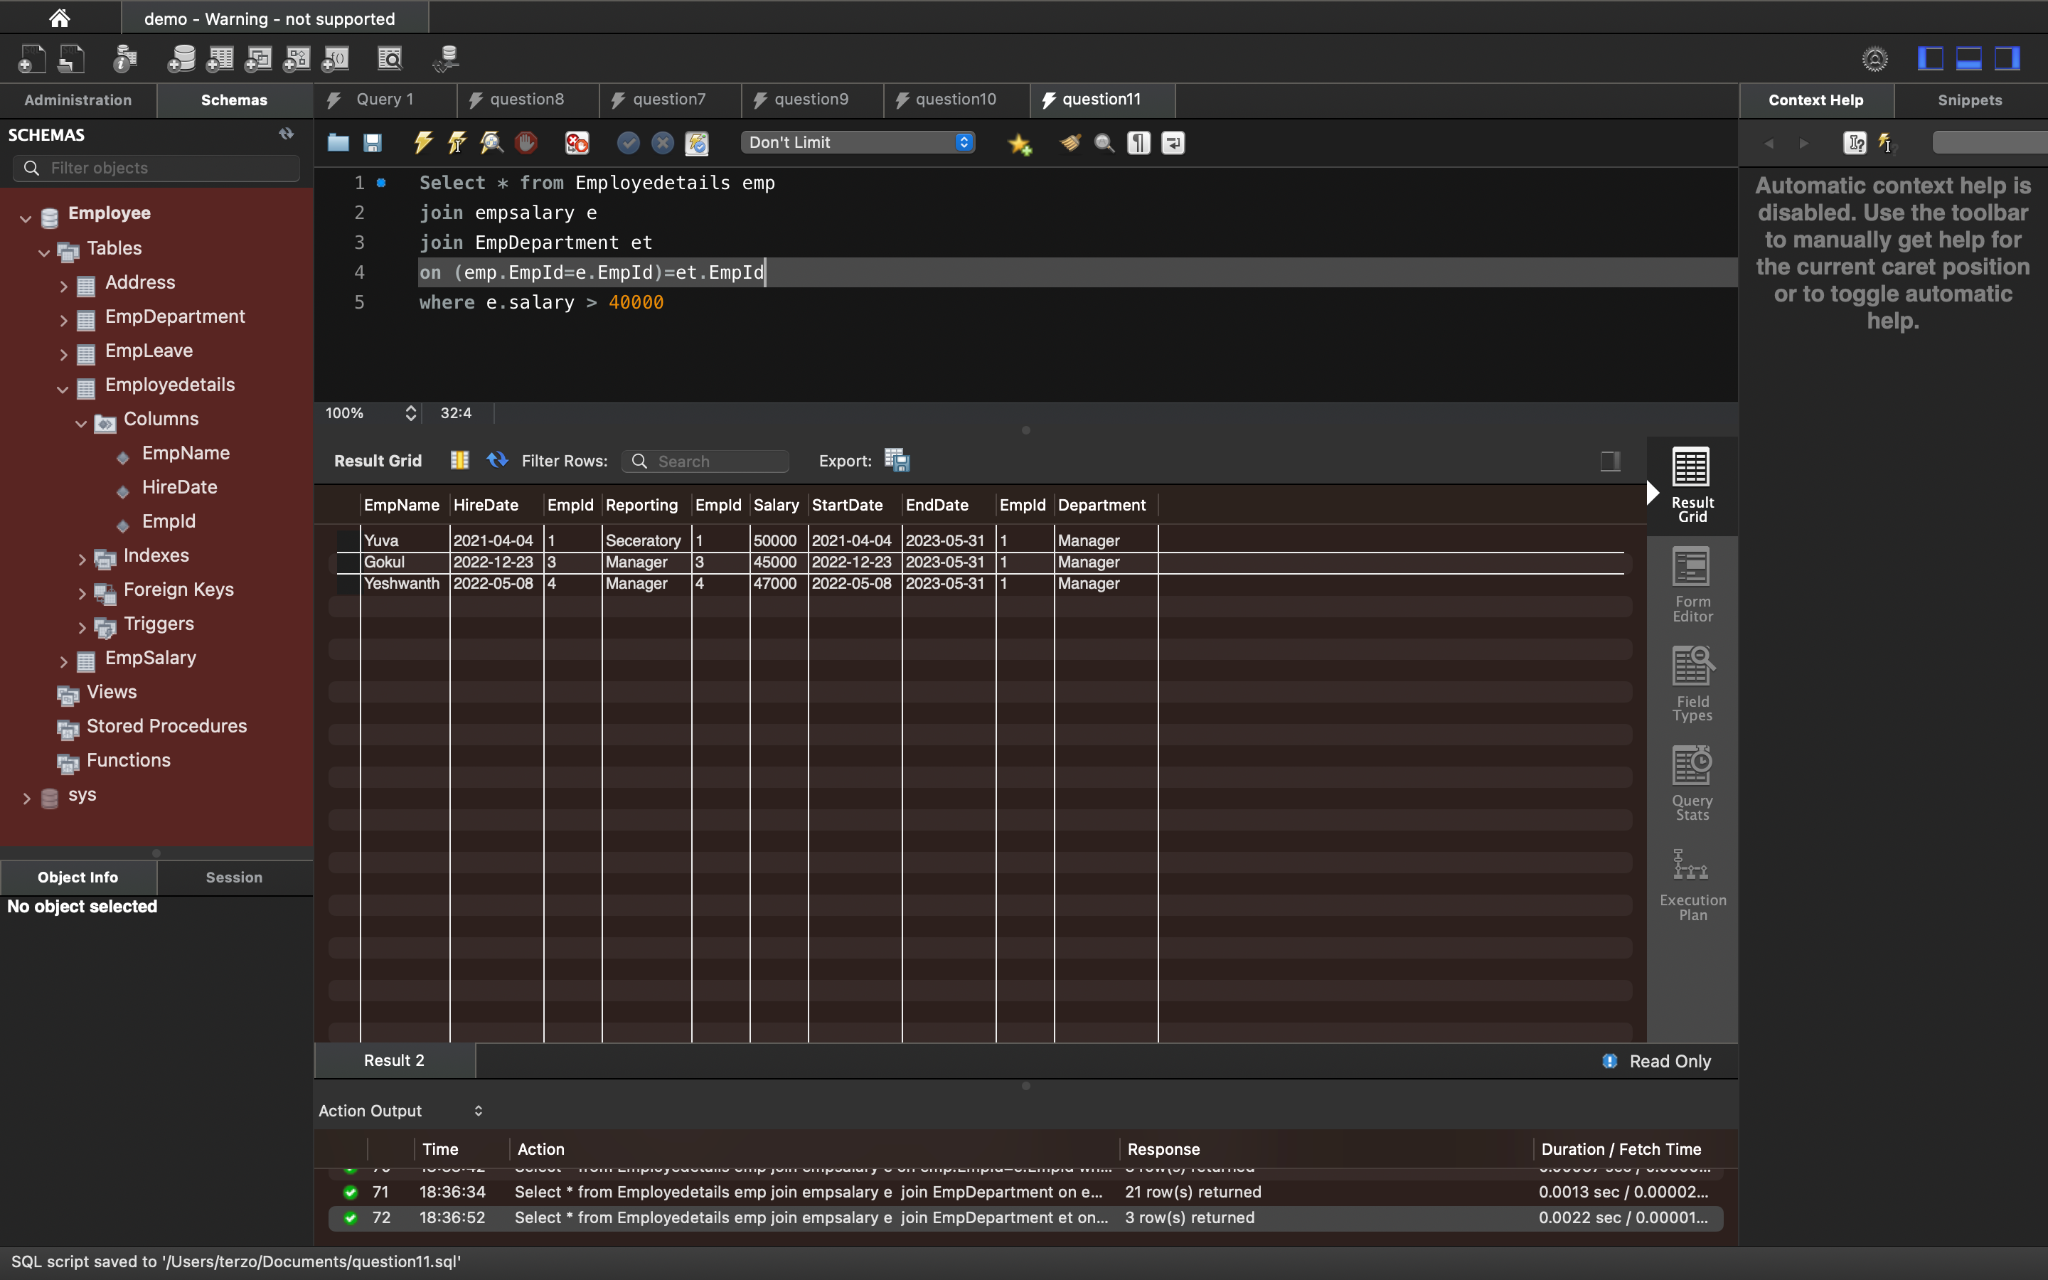 demo - Warning - not supported
Administration
Schemas
Query 1
question8
question7
question9
question10
question11
Context Help
Snippets
SCHEMAS
Filter objects
Don't Limit
Employee
Tables
Address
EmpDepartment
EmpLeave
Employedetails
Columns
EmpName
HireDate
EmpId
Indexes
Foreign Keys
Triggers
EmpSalary
Views
Stored Procedures
Functions
sys
Object Info
Session
No object selected
1 Select * from Employedetails emp
2 join empsalary e
3 join EmpDepartment et
4 on (emp.EmpId=e.EmpId)=et.EmpId
5 where e.salary > 40000
100% 32:4
Result Grid Filter Rows: Search Export:
EmpName HireDate EmpId Reporting EmpId Salary StartDate EndDate EmpId Department
Yuva 2021-04-04 1 Seceratory 1 50000 2021-04-04 2023-05-31 1 Manager
Gokul 2022-12-23 3 Manager 3 45000 2022-12-23 2023-05-31 1 Manager
Yeshwanth 2022-05-08 4 Manager 4 47000 2022-05-08 2023-05-31 1 Manager
Result
Grid
Form
Editor
Field
Types
Query
Stats
Execution
Plan
Automatic context help is
disabled. Use the toolbar
to manually get help for
the current caret position
or to toggle automatic
help.
Result 2
Read Only
Action Output
Time Action Response Duration / Fetch Time
71 18:36:34 Select * from Employedetails emp join empsalary e join EmpDepartment on e... 21 row(s) returned 0.0013 sec / 0.00002...
72 18:36:52 Select * from Employedetails emp join empsalary e join EmpDepartment et on... 3 row(s) returned 0.0022 sec / 0.00001...
SQL script saved to '/Users/terzo/Documents/question11.sql'